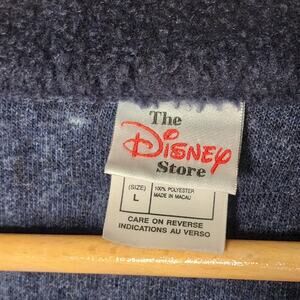 The
Disney
Store
(SIZE)
L
100% POLYESTER
MADE IN MACAU
CARE ON REVERSE
INDICATIONS AU VERSO